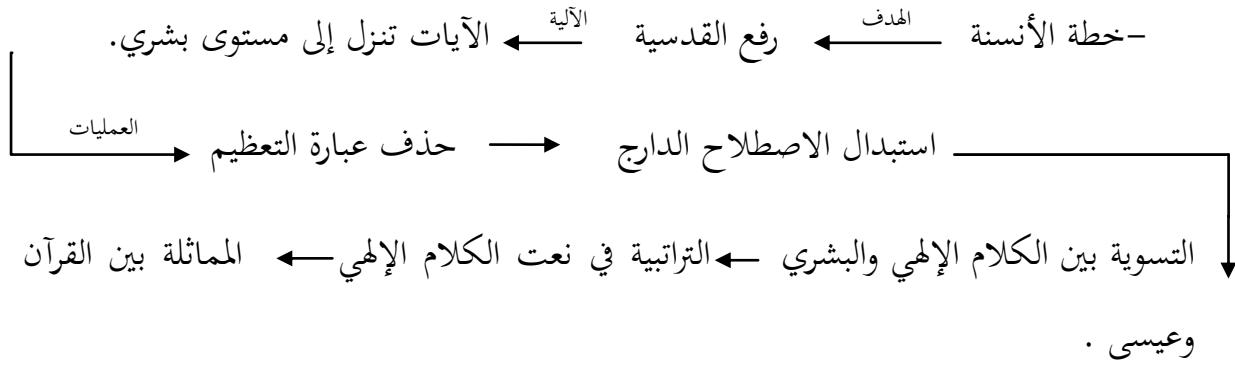 -خطة الأنسنة الهدف رفع القدسية الآلية الآيات تنزل إلى مستوى بشري.
العمليات حذف عبارة التعظيم استبدال الاصطلاح الدارج
التسوية بين الكلام الإلهي والبشري التراتبية في نعت الكلام الإلهي المماثلة بين القرآن
وعيسى .